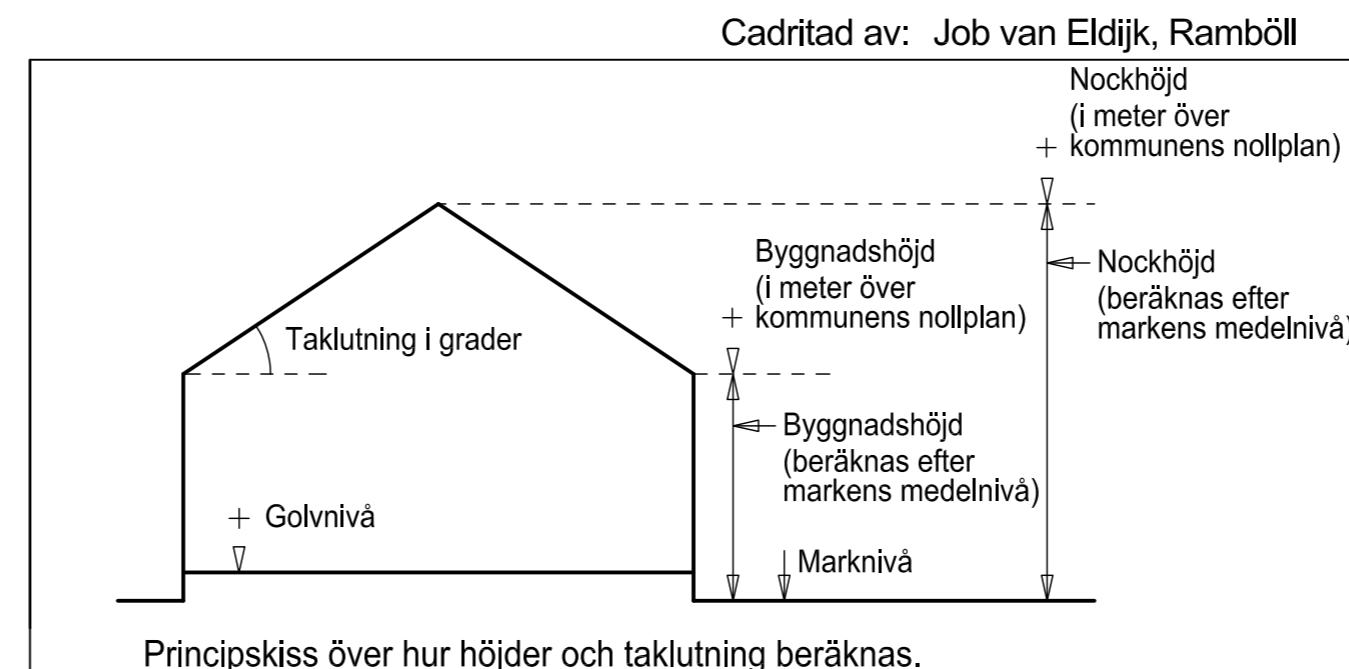 Cadritad av: Job van Eldijk, Ramböll
Nockhöjd
(i meter över
+ kommunens nollplan)
Byggnadshöjd
(i meter över
+ kommunens nollplan)
Nockhöjd
(beräknas efter
markens medelnivå)
Taklutning i grader
Byggnadshöjd
(beräknas efter
markens medelnivå)
+ Golvnivå
Marknivå
Principskiss över hur höjder och taklutning beräknas.